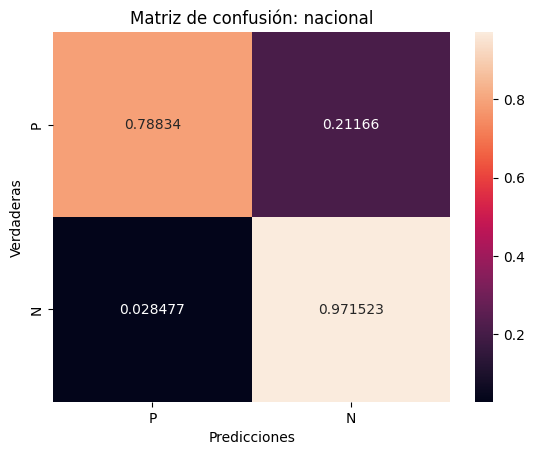 Matriz de confusión: nacional
Verdaderas
P
0.78834
0.21166
N
0.028477
0.971523
P
N
Predicciones
0.8
0.6
0.4
0.2